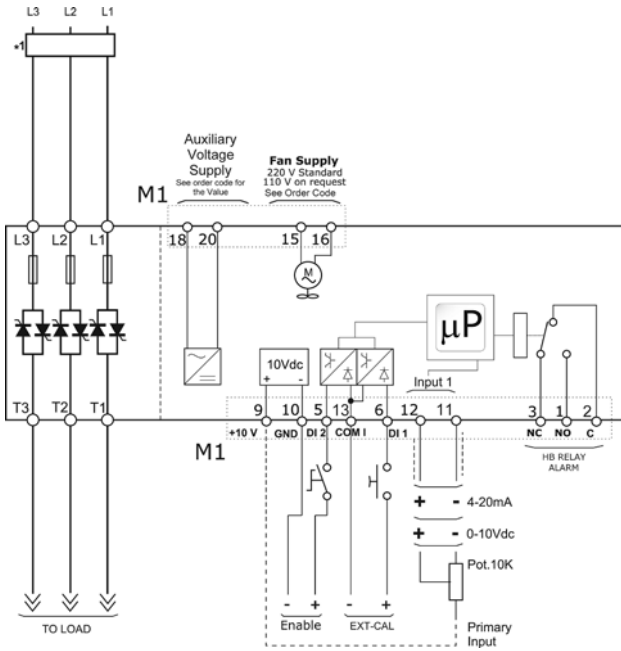 L3 L2 L1
*1
Auxiliary
Voltage
Supply
See order code for
the Value
Fan Supply
220 V Standard
110 V on request
See Order Code
M1
L3 L2 L1
18 20 15 16
M
µP
10Vdc
+ -
Input 1
T3 T2 T1
9 10 5 13 6 12 11 3 1 2
+10 V GND DI 2 COM I DI 1 NC NO C
M1
HB RELAY
ALARM
+ - 4-20mA
+ - 0-10Vdc
Pot.10K
- + - +
Enable EXT-CAL
Primary
Input
TO LOAD